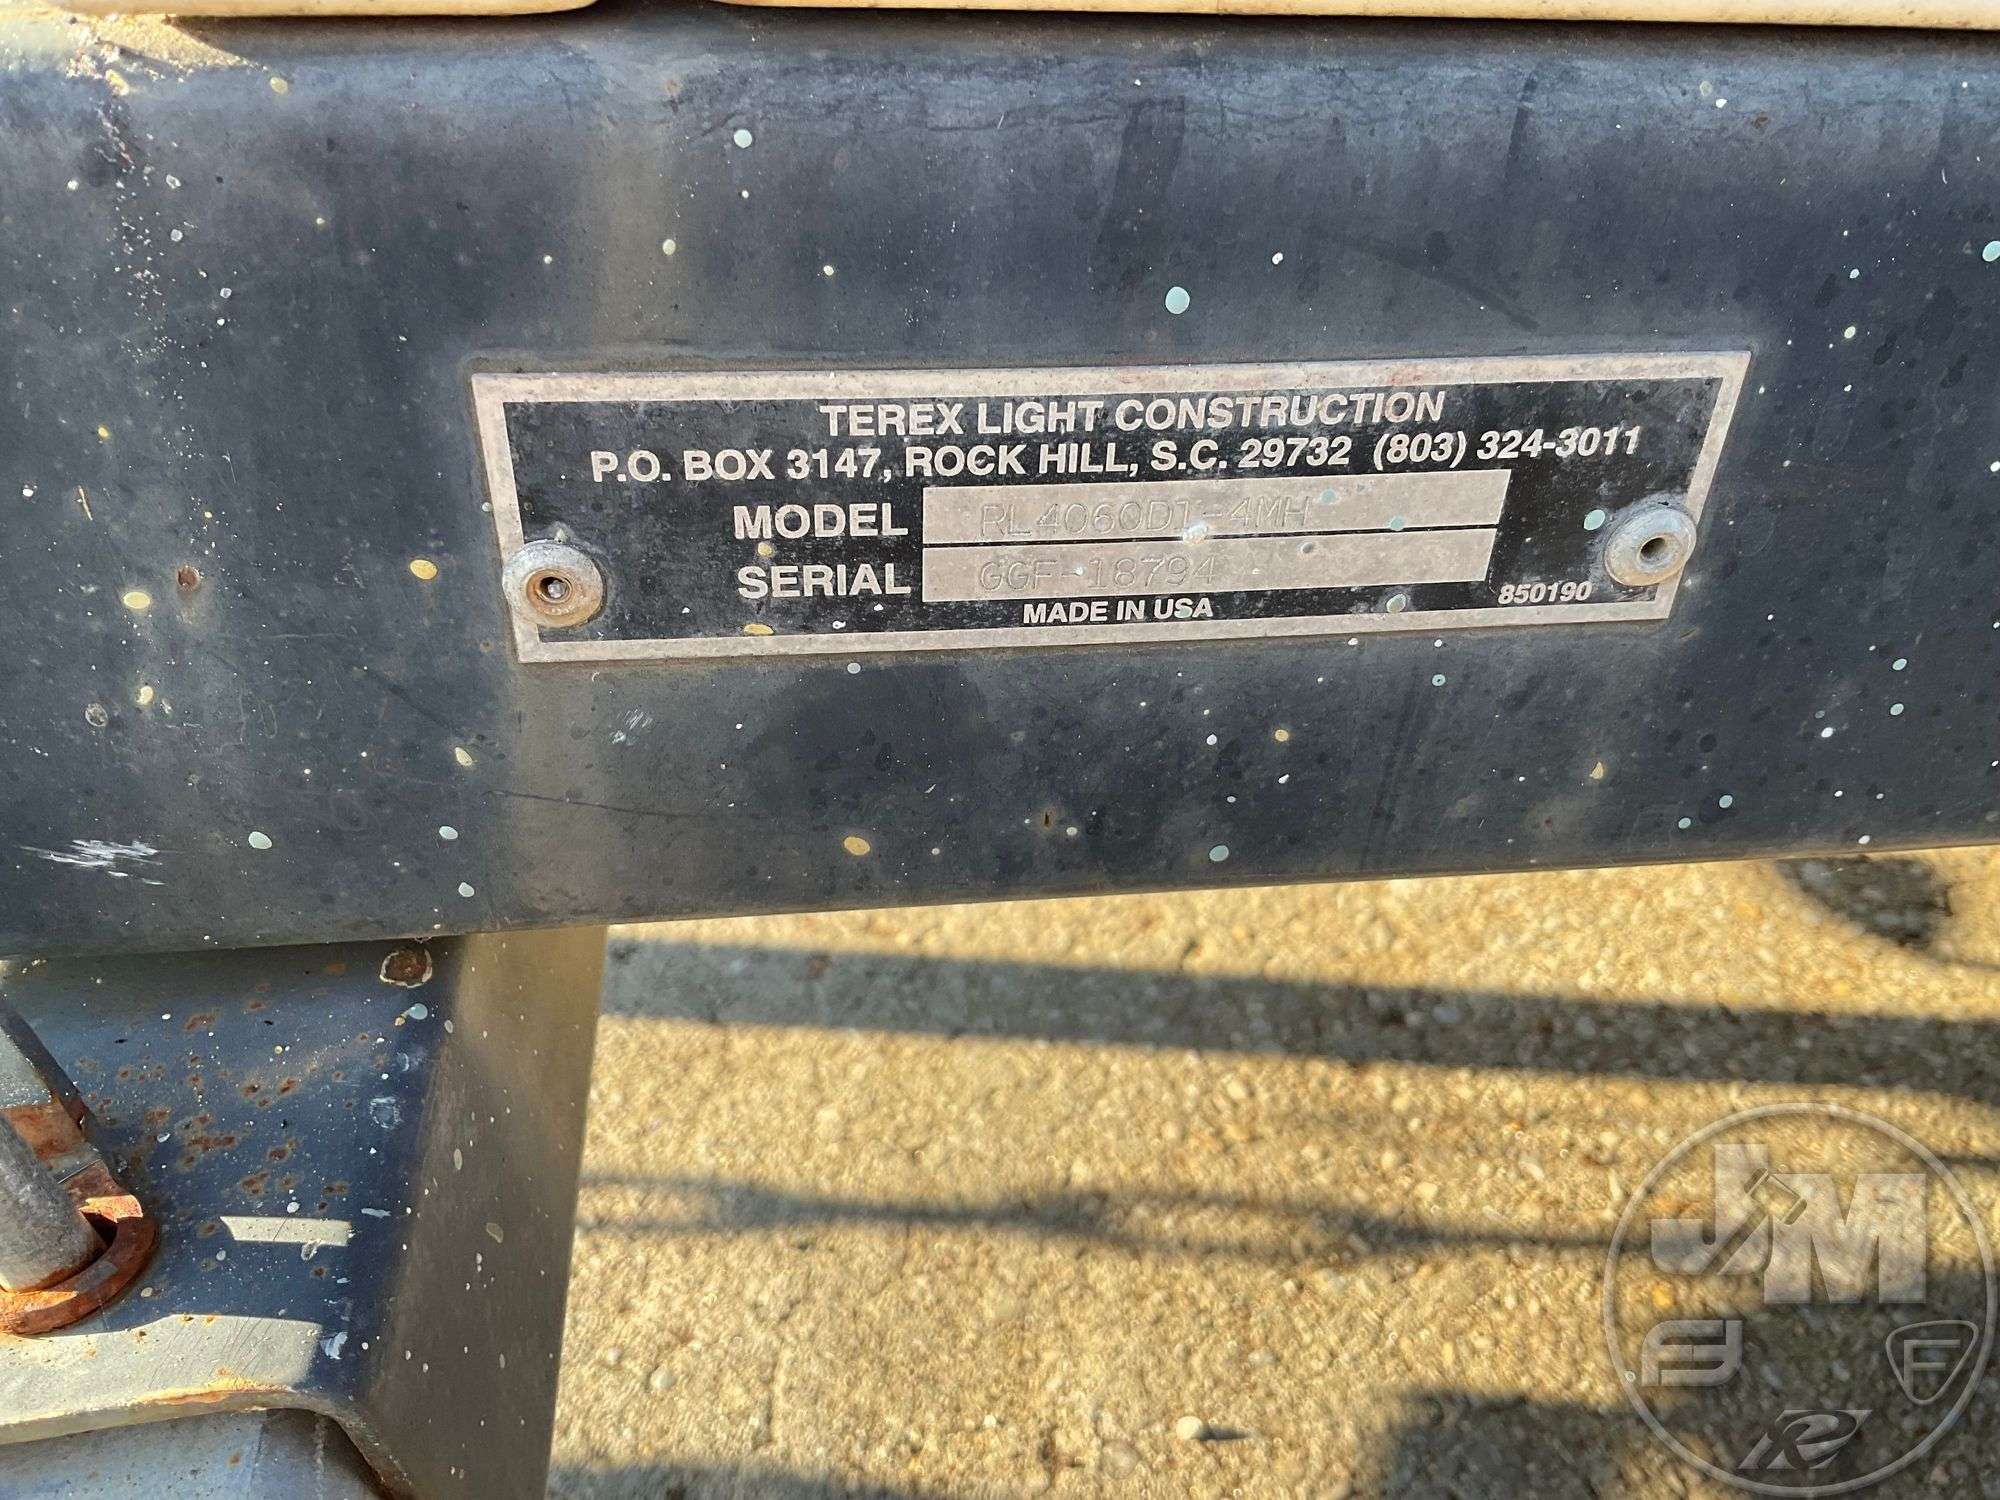 TEREX LIGHT CONSTRUCTION
P.O. BOX 3147, ROCK HILL, S.C. 29732 (803) 324-3011
MODEL RL4060D1-4MH
SERIAL GGF-18794
MADE IN USA 850190
JM
F